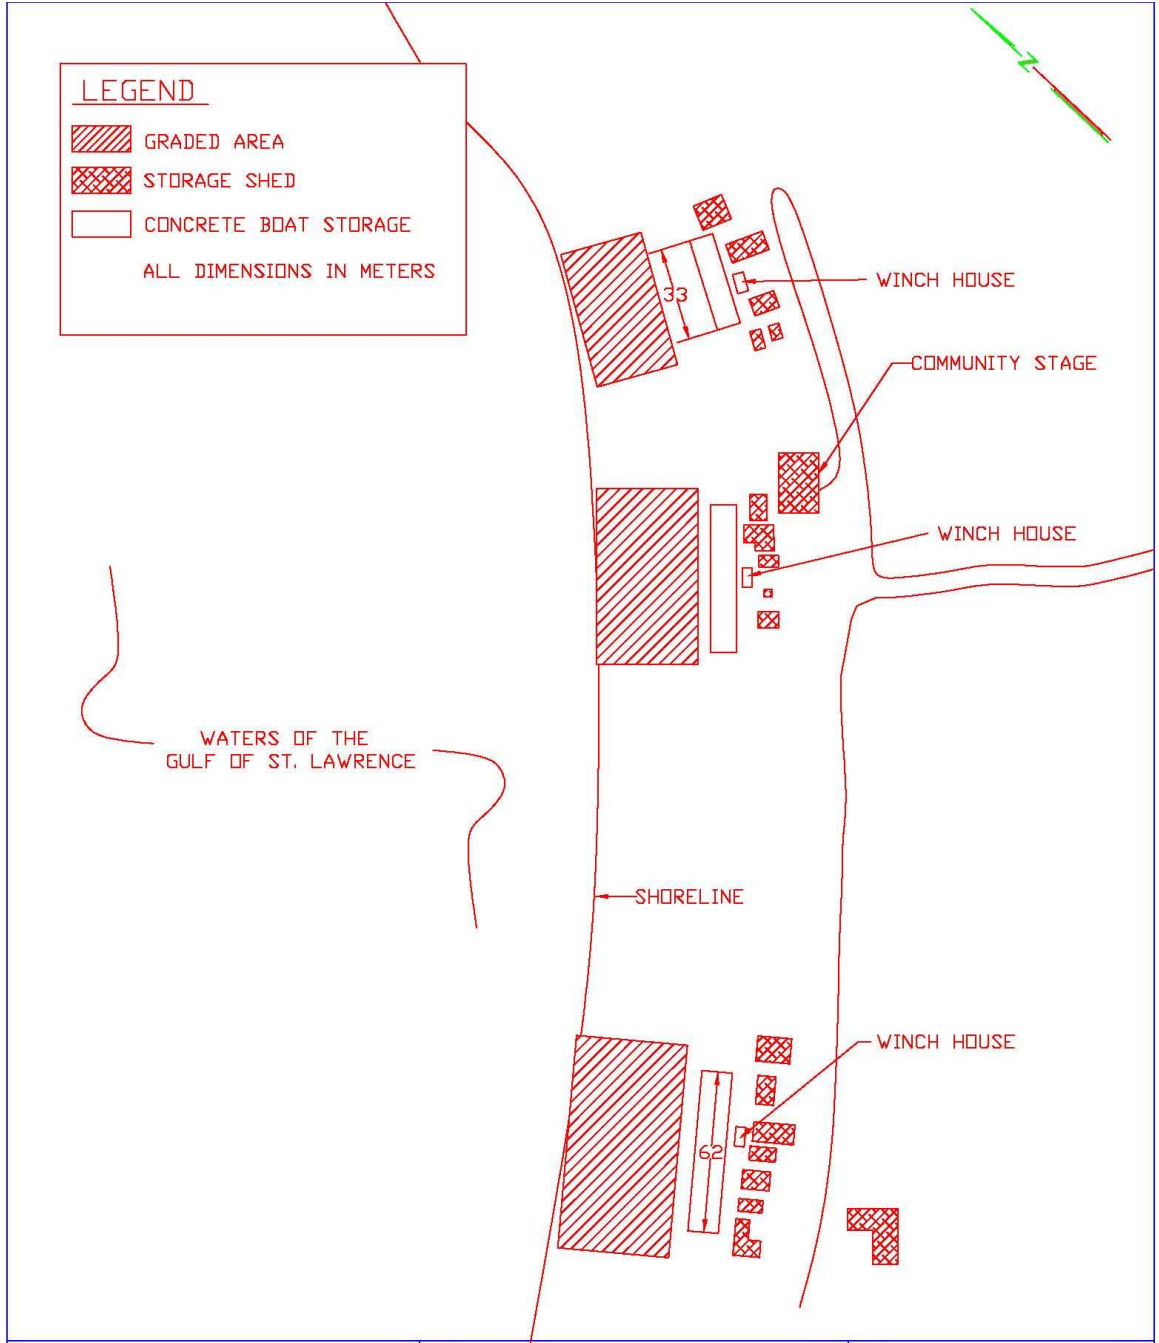 N
LEGEND
GRADED AREA
STORAGE SHED
CONCRETE BOAT STORAGE
ALL DIMENSIONS IN METERS
WINCH HOUSE
33
COMMUNITY STAGE
WINCH HOUSE
WATERS OF THE
GULF OF ST. LAWRENCE
SHORELINE
WINCH HOUSE
62